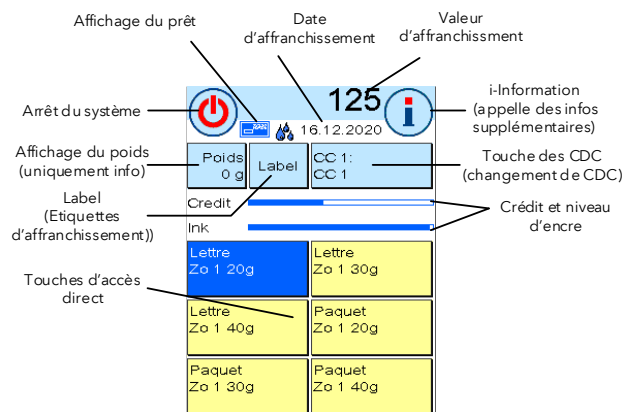 Affichage du prêt
Date
d'affranchissement
Valeur
d'affranchissment
Arrêt du système
125
i
16.12.2020
i-Information
(appelle des infos
supplémentaires)
Affichage du poids
(uniquement info)
Poids
0 g
Label
CC 1:
CC 1
Touche des CDC
(changement de CDC)
Label
(Etiquettes
d'affranchissement))
Credit
Ink
Crédit et niveau
d'encre
Touches d'accès
direct
Lettre
Zo 1 20g
Lettre
Zo 1 30g
Lettre
Zo 1 40g
Paquet
Zo 1 20g
Paquet
Zo 1 30g
Paquet
Zo 1 40g